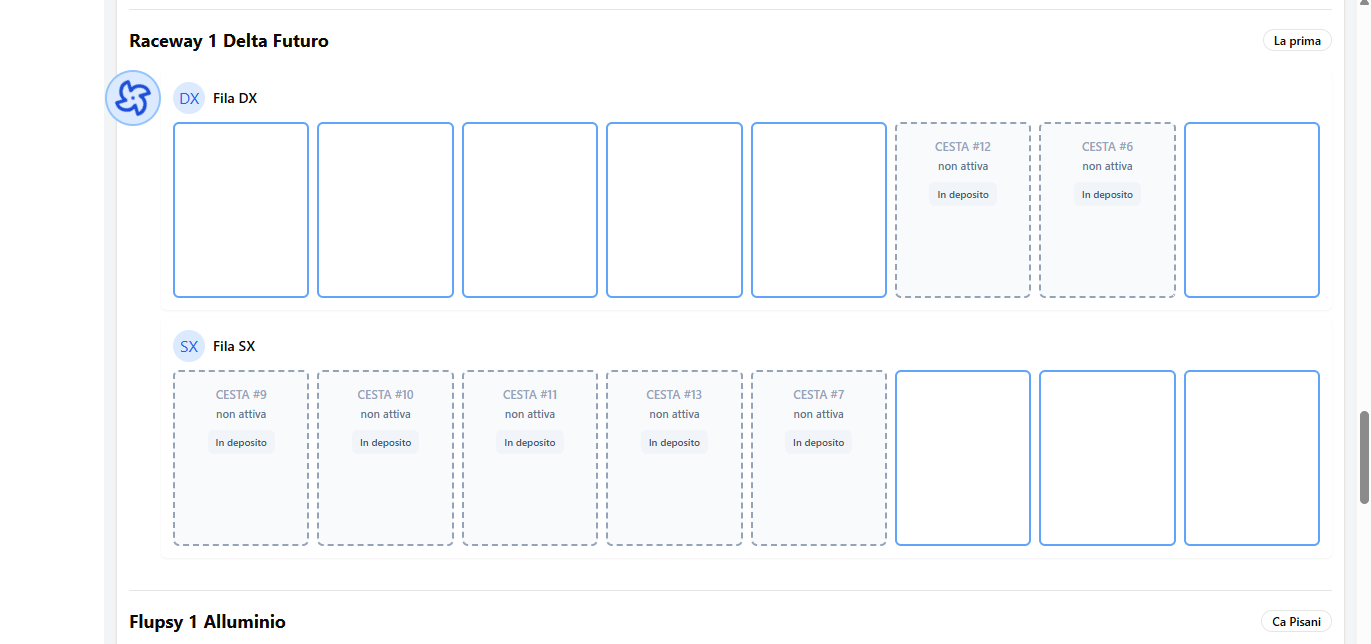 Raceway 1 Delta Futuro
La prima
DX Fila DX
CESTA #12
non attiva
In deposito
CESTA #6
non attiva
In deposito
SX Fila SX
CESTA #9
non attiva
In deposito
CESTA #10
non attiva
In deposito
CESTA #11
non attiva
In deposito
CESTA #13
non attiva
In deposito
CESTA #7
non attiva
In deposito
Flupsy 1 Alluminio
Ca Pisani